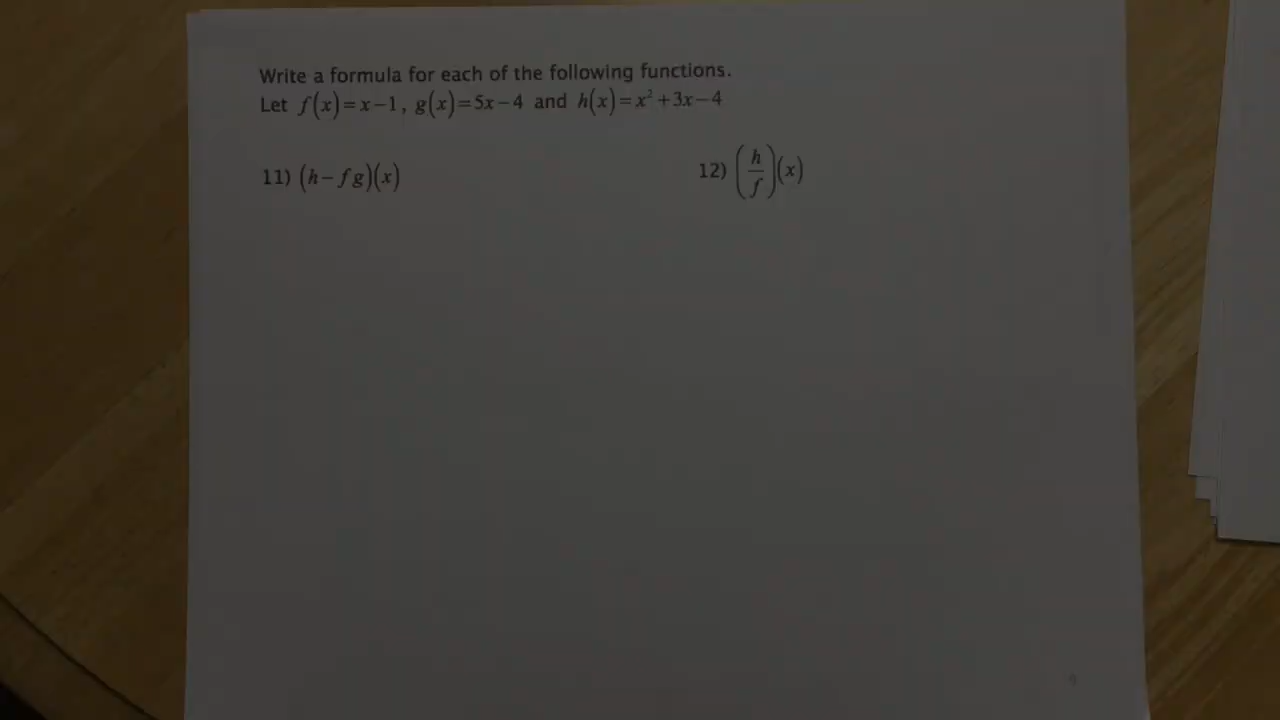 Write a formula for each of the following functions.
Let f(x)=x−1, g(x)=5x−4 and h(x)=x²+3x−4
11) (h−fg)(x)
12) (h/f)(x)